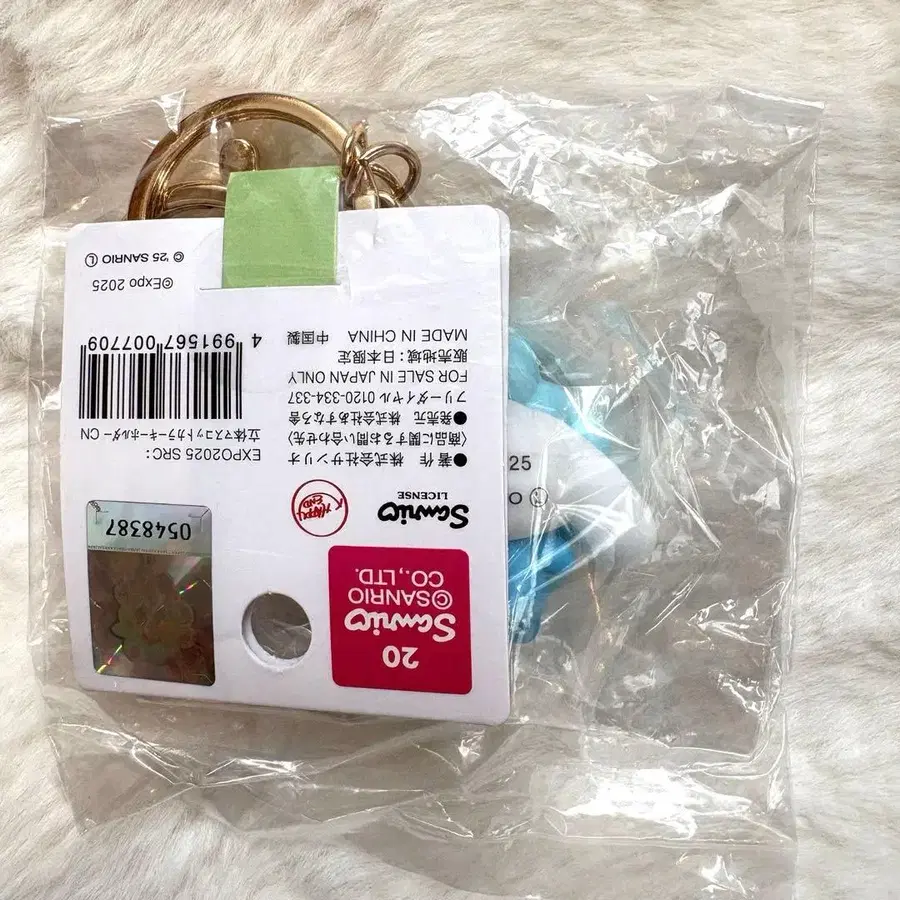 20
Sanrio
©SANRIO
CO., LTD.
Sanrio
LICENSE
HAPPY
END
●著作 株式会社サンリオ
〈商品に関するお問い合わせ先〉
●発売元 株式会社あすなろ舎
フリーダイヤル 0120-334-337
FOR SALE IN JAPAN ONLY
販売地域：日本限定
MADE IN CHINA 中国製
0548387
EXPO2025 SRC：
立体マスコットカラーキーホルダー CN
4 991567 007709
©Expo 2025
© '25 SANRIO Ⓛ
25
O Ⓛ